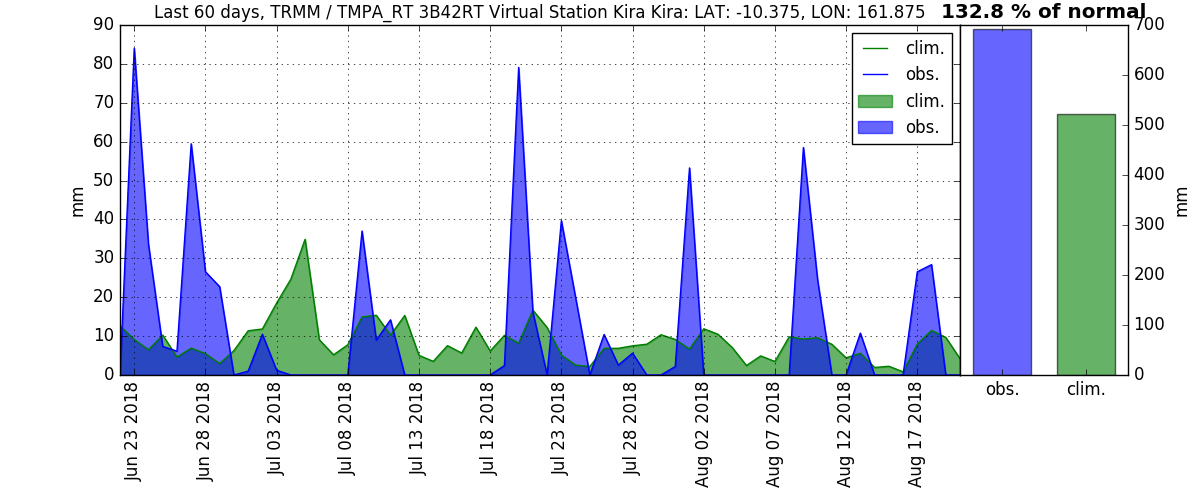 Last 60 days, TRMM / TMPA_RT 3B42RT Virtual Station Kira Kira: LAT: -10.375, LON: 161.875
132.8 % of normal
90
80
70
60
50
40
30
20
10
0
mm
clim.
obs.
clim.
obs.
Jun 23 2018
Jun 28 2018
Jul 03 2018
Jul 08 2018
Jul 13 2018
Jul 18 2018
Jul 23 2018
Jul 28 2018
Aug 02 2018
Aug 07 2018
Aug 12 2018
Aug 17 2018
700
600
500
400
300
200
100
0
mm
obs.
clim.